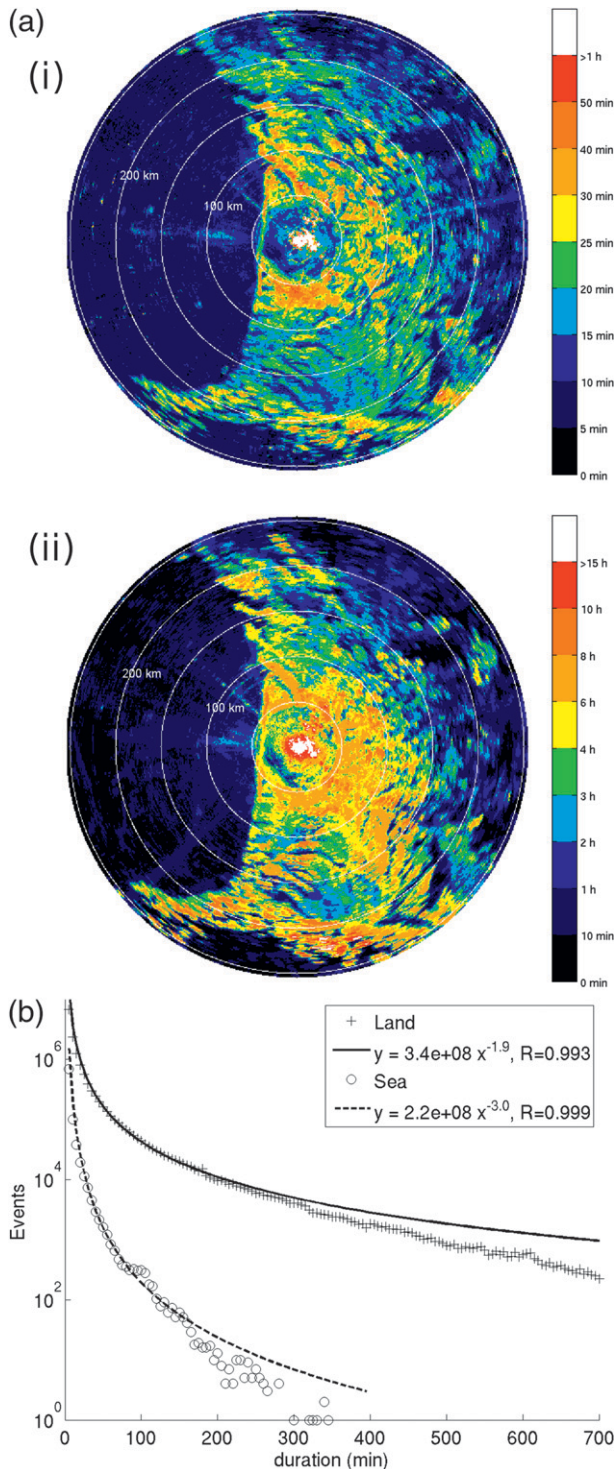 (a)
(i)
200 km
100 km
>1 h
50 min
40 min
30 min
25 min
20 min
15 min
10 min
5 min
0 min
(ii)
200 km
100 km
>15 h
10 h
8 h
6 h
4 h
3 h
2 h
1 h
10 min
0 min
(b)
Land
y = 3.4e+08 x^-1.9, R=0.993
Sea
y = 2.2e+08 x^-3.0, R=0.999
Events
10^6
10^4
10^2
10^0
0 100 200 300 400 500 600 700
duration (min)